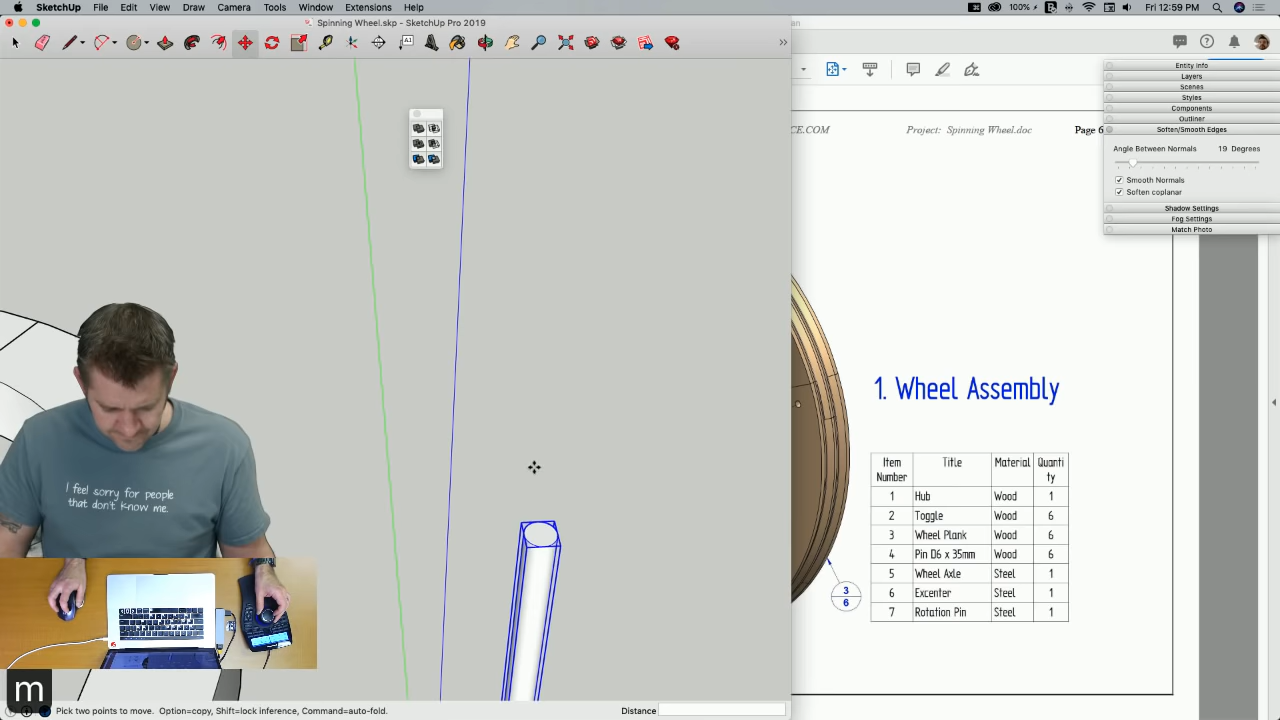 SketchUp File Edit View Draw Camera Tools Window Extensions Help 100% Fri 12:59 PM
Spinning Wheel.skp - SketchUp Pro 2019
Entity Info
Layers
Scenes
Styles
Components
Outliner
Soften/Smooth Edges
Angle Between Normals 19 Degrees
Smooth Normals
Soften coplanar
Shadow Settings
Fog Settings
Match Photo
CE.COM Project: Spinning Wheel.doc Page 6
1. Wheel Assembly
Item Number Title Material Quantity
1 Hub Wood 1
2 Toggle Wood 6
3 Wheel Plank Wood 6
4 Pin D6 x 35mm Wood 6
5 Wheel Axle Steel 1
6 Excenter Steel 1
7 Rotation Pin Steel 1
3
6
I feel sorry for people
that don't know me.
m
Pick two points to move. Option=copy, Shift=lock inference, Command=auto-fold. Distance